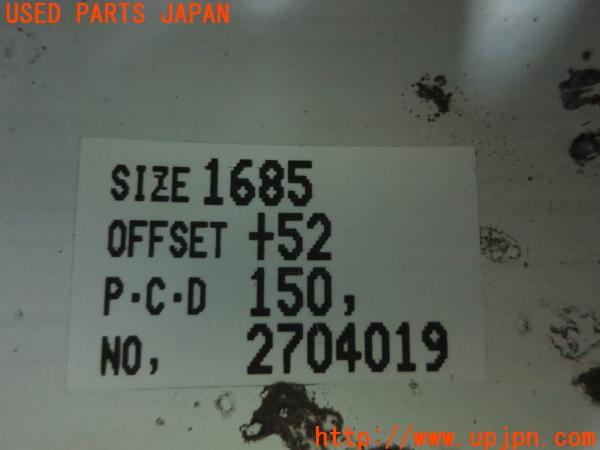 USED PARTS JAPAN
SIZE 1685
OFFSET +52
P・C・D 150,
NO, 2704019
http://www.upjpn.com